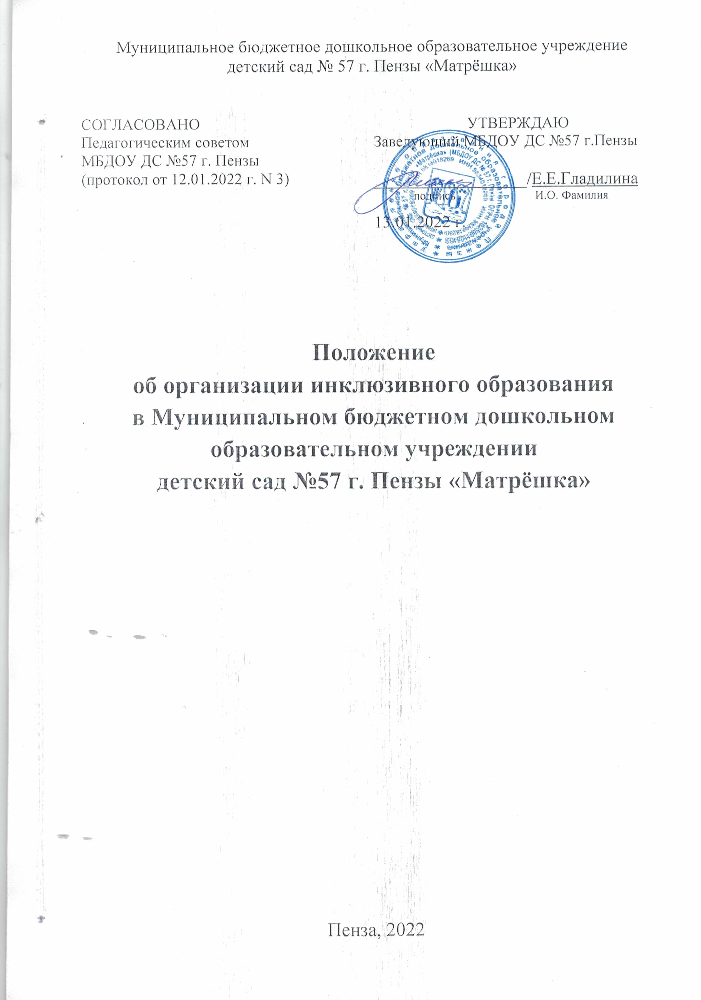 Муниципальное бюджетное дошкольное образовательное учреждение
детский сад № 57 г. Пензы «Матрёшка»
СОГЛАСОВАНО
Педагогическим советом
МБДОУ ДС №57 г. Пензы
(протокол от 12.01.2022 г. N 3)
УТВЕРЖДАЮ
Заведующий МБДОУ ДС №57 г.Пензы
/Е.Е.Гладилина
подпись
И.О. Фамилия
13.01.2022 г.
Положение
об организации инклюзивного образования
в Муниципальном бюджетном дошкольном
образовательном учреждении
детский сад №57 г. Пензы «Матрёшка»
Пенза, 2022